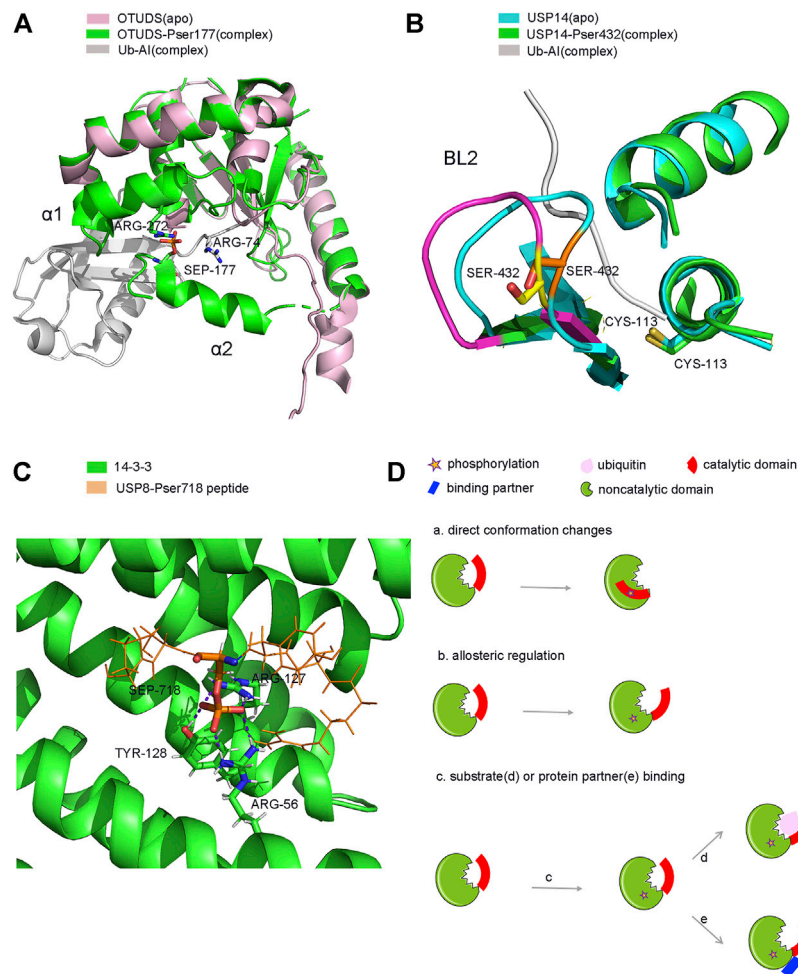 A
OTUDS(apo)
OTUDS-Pser177(complex)
Ub-AI(complex)
α1
ARG-272
ARG-74
SEP-177
α2
B
USP14(apo)
USP14-Pser432(complex)
Ub-AI(complex)
BL2
SER-432
SER-432
CYS-113
CYS-113
C
14-3-3
USP8-Pser718 peptide
SEP-718
ARG-127
TYR-128
ARG-56
D
phosphorylation
ubiquitin
catalytic domain
binding partner
noncatalytic domain
a. direct conformation changes
b. allosteric regulation
c. substrate(d) or protein partner(e) binding
c
d
e